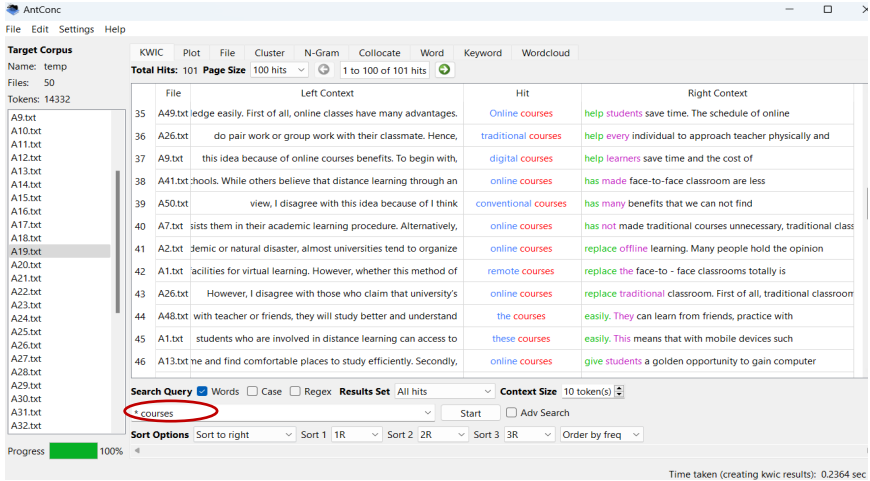 AntConc
File Edit Settings Help
Target Corpus
Name: temp
Files: 50
Tokens: 14332
A9.txt
A10.txt
A11.txt
A12.txt
A13.txt
A14.txt
A15.txt
A16.txt
A17.txt
A18.txt
A19.txt
A20.txt
A21.txt
A22.txt
A23.txt
A24.txt
A25.txt
A26.txt
A27.txt
A28.txt
A29.txt
A30.txt
A31.txt
A32.txt
Progress 100%
KWIC Plot File Cluster N-Gram Collocate Word Keyword Wordcloud
Total Hits: 101 Page Size 100 hits 1 to 100 of 101 hits
File Left Context Hit Right Context
35 A49.txt ledge easily. First of all, online classes have many advantages. Online courses help students save time. The schedule of online
36 A26.txt do pair work or group work with their classmate. Hence, traditional courses help every individual to approach teacher physically and
37 A9.txt this idea because of online courses benefits. To begin with, digital courses help learners save time and the cost of
38 A41.txt :hools. While others believe that distance learning through an online courses has made face-to-face classroom are less
39 A50.txt view, I disagree with this idea because of I think conventional courses has many benefits that we can not find
40 A7.txt sists them in their academic learning procedure. Alternatively, online courses has not made traditional courses unnecessary, traditional class
41 A2.txt demic or natural disaster, almost universities tend to organize online courses replace offline learning. Many people hold the opinion
42 A1.txt facilities for virtual learning. However, whether this method of remote courses replace the face-to - face classrooms totally is
43 A26.txt However, I disagree with those who claim that university's online courses replace traditional classroom. First of all, traditional classroom
44 A48.txt with teacher or friends, they will study better and understand the courses easily. They can learn from friends, practice with
45 A1.txt students who are involved in distance learning can access to these courses easily. This means that with mobile devices such
46 A13.txt me and find comfortable places to study efficiently. Secondly, online courses give students a golden opportunity to gain computer
Search Query Words Case Regex Results Set All hits Context Size 10 token(s)
* courses Start Adv Search
Sort Options Sort to right Sort 1 1R Sort 2 2R Sort 3 3R Order by freq
Time taken (creating kwic results): 0.2364 sec